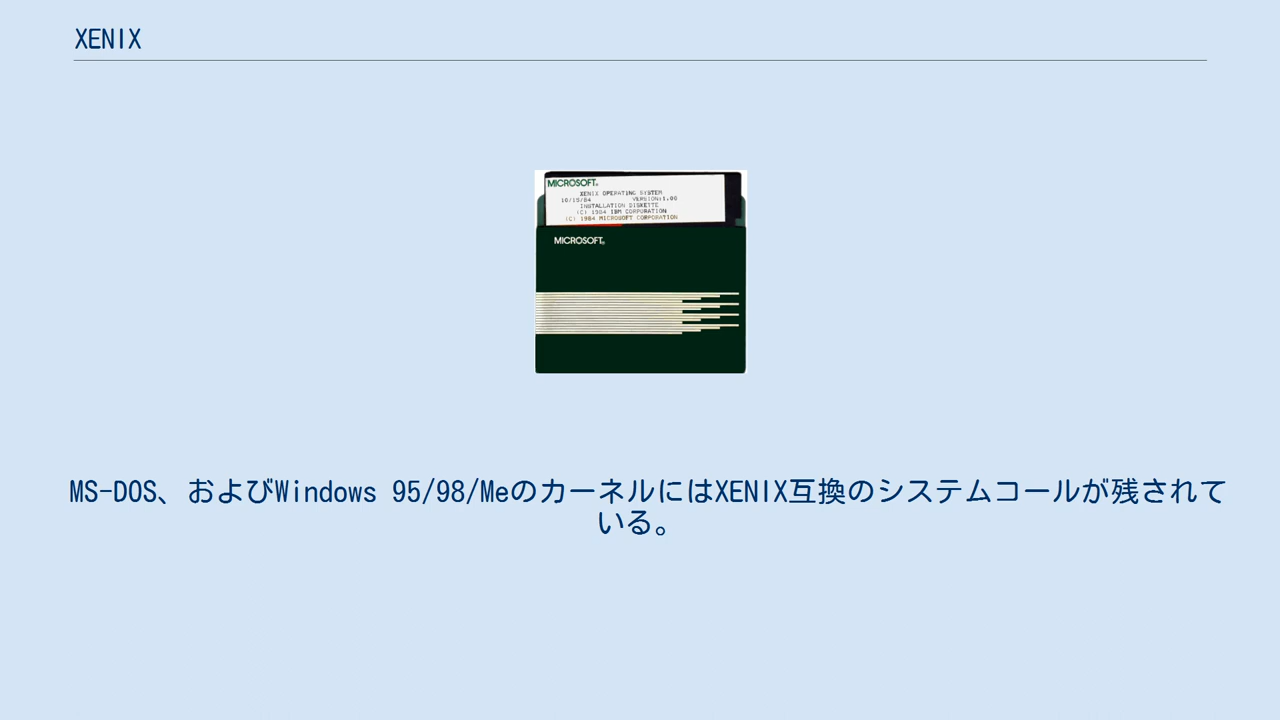 XENIX
MICROSOFT®
XENIX OPERATING SYSTEM
10/15/84 VERSION:1.00
INSTALLATION DISKETTE
(C) 1984 IBM CORPORATION
(C) 1984 MICROSOFT CORPORATION
MICROSOFT®
MS-DOS、およびWindows 95/98/MeのカーネルにはXENIX互換のシステムコールが残されて
いる。